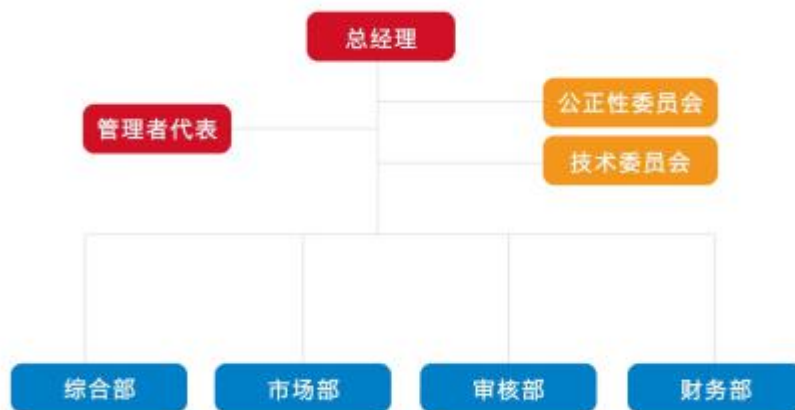 总经理
公正性委员会
管理者代表
技术委员会
综合部
市场部
审核部
财务部